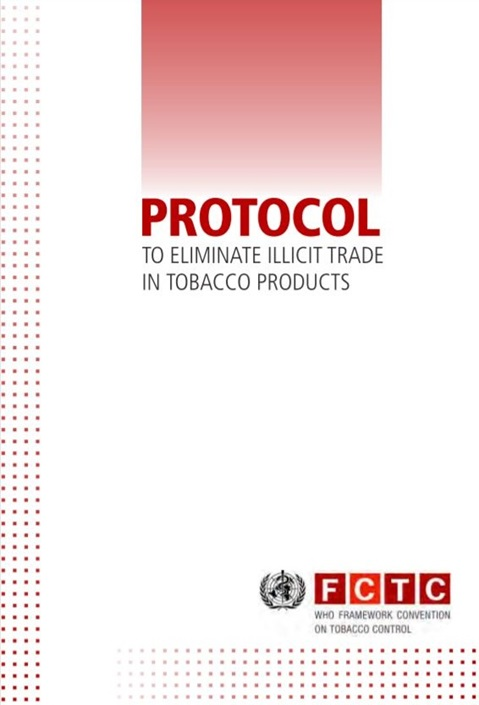 PROTOCOL
TO ELIMINATE ILLICIT TRADE
IN TOBACCO PRODUCTS
FCTC
WHO FRAMEWORK CONVENTION
ON TOBACCO CONTROL